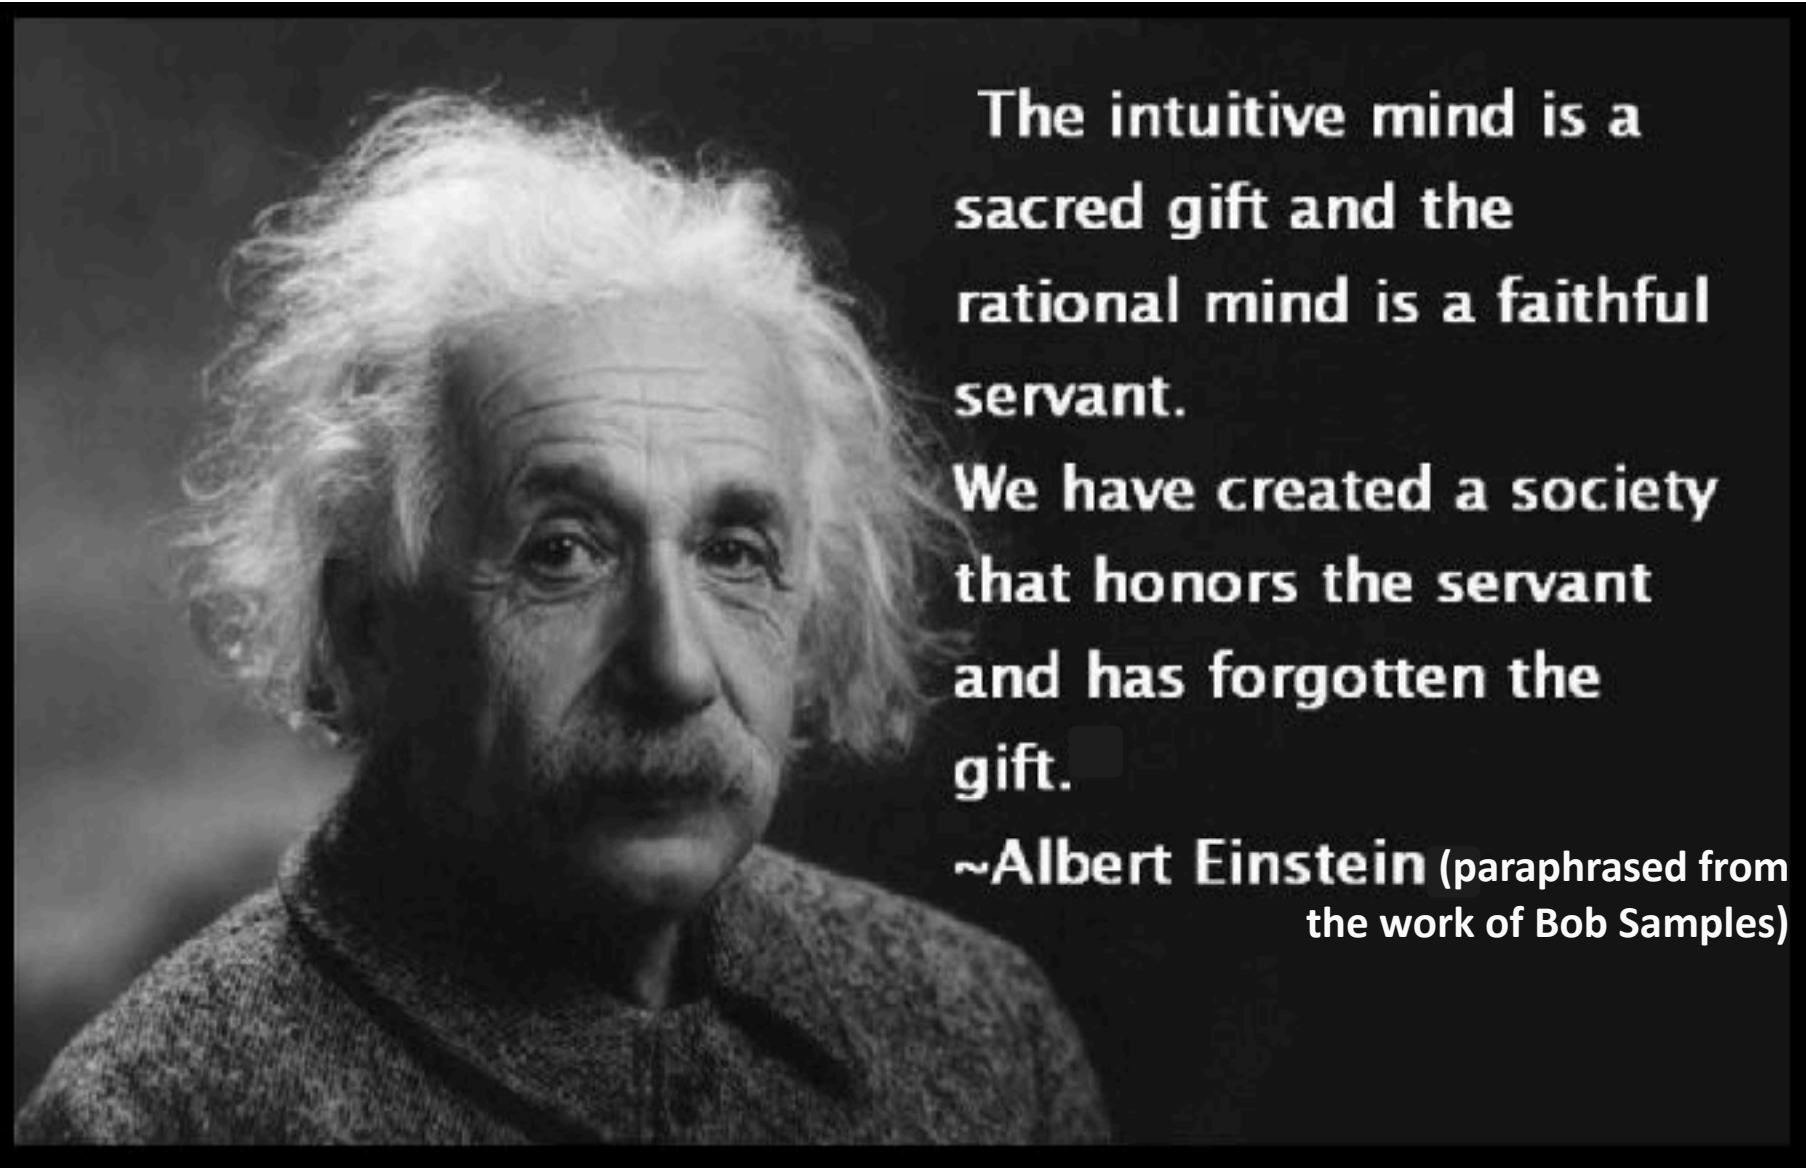 The intuitive mind is a
sacred gift and the
rational mind is a faithful
servant.
We have created a society
that honors the servant
and has forgotten the
gift.
~Albert Einstein (paraphrased from
the work of Bob Samples)